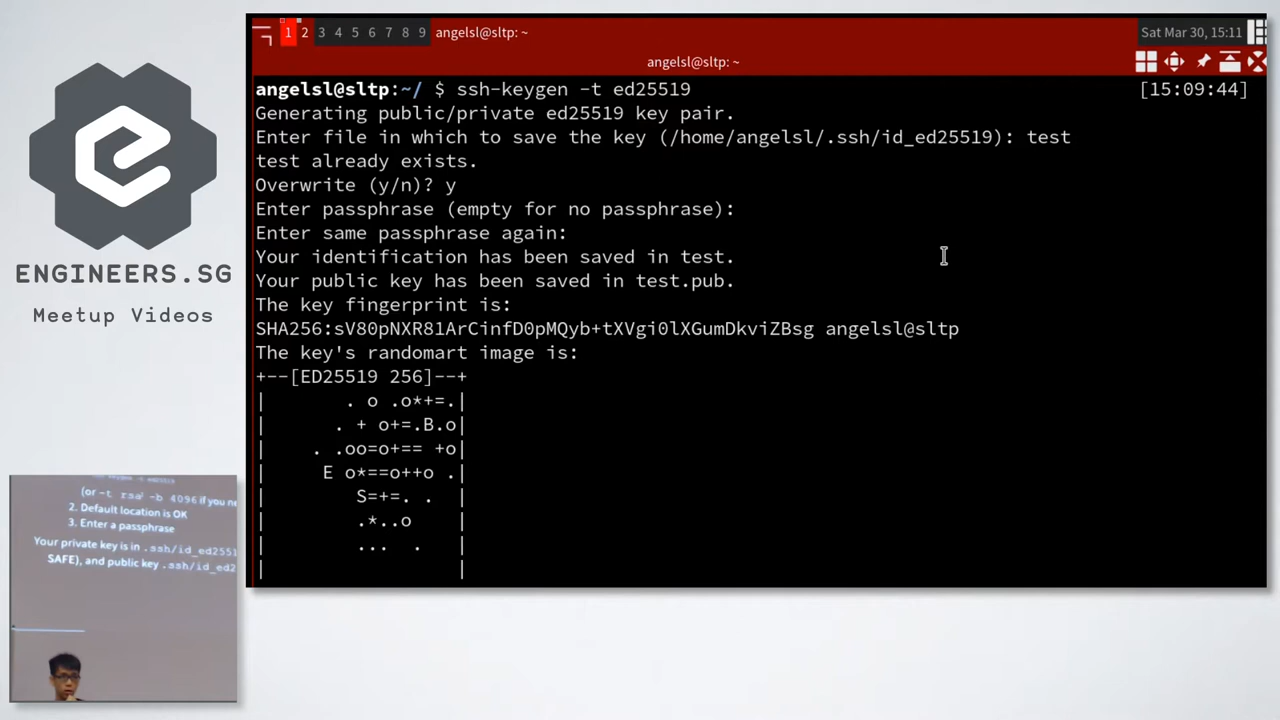 1 2 3 4 5 6 7 8 9 angelsl@sltp: ~
Sat Mar 30, 15:11
angelsl@sltp: ~
angelsl@sltp:~/ $ ssh-keygen -t ed25519 [15:09:44]
Generating public/private ed25519 key pair.
Enter file in which to save the key (/home/angelsl/.ssh/id_ed25519): test
test already exists.
Overwrite (y/n)? y
Enter passphrase (empty for no passphrase):
Enter same passphrase again:
Your identification has been saved in test.
Your public key has been saved in test.pub.
The key fingerprint is:
SHA256:sV80pNXR81ArCinfD0pMQyb+tXVgi0lXGumDkviZBsg angelsl@sltp
The key's randomart image is:
+--[ED25519 256]--+
|       . o .o*+=.|
|      . + o+=.B.o|
|    . .oo=o+== +o|
|     E o*==o++o .|
|        S=+=. .  |
|        .*..o    |
|        ...  .   |
|                 |
ENGINEERS.SG
Meetup Videos
(or -t rsa -b 4096 if you ne
2. Default location is OK
3. Enter a passphrase
Your private key is in .ssh/id_ed2551
SAFE), and public key .ssh/id_ed2